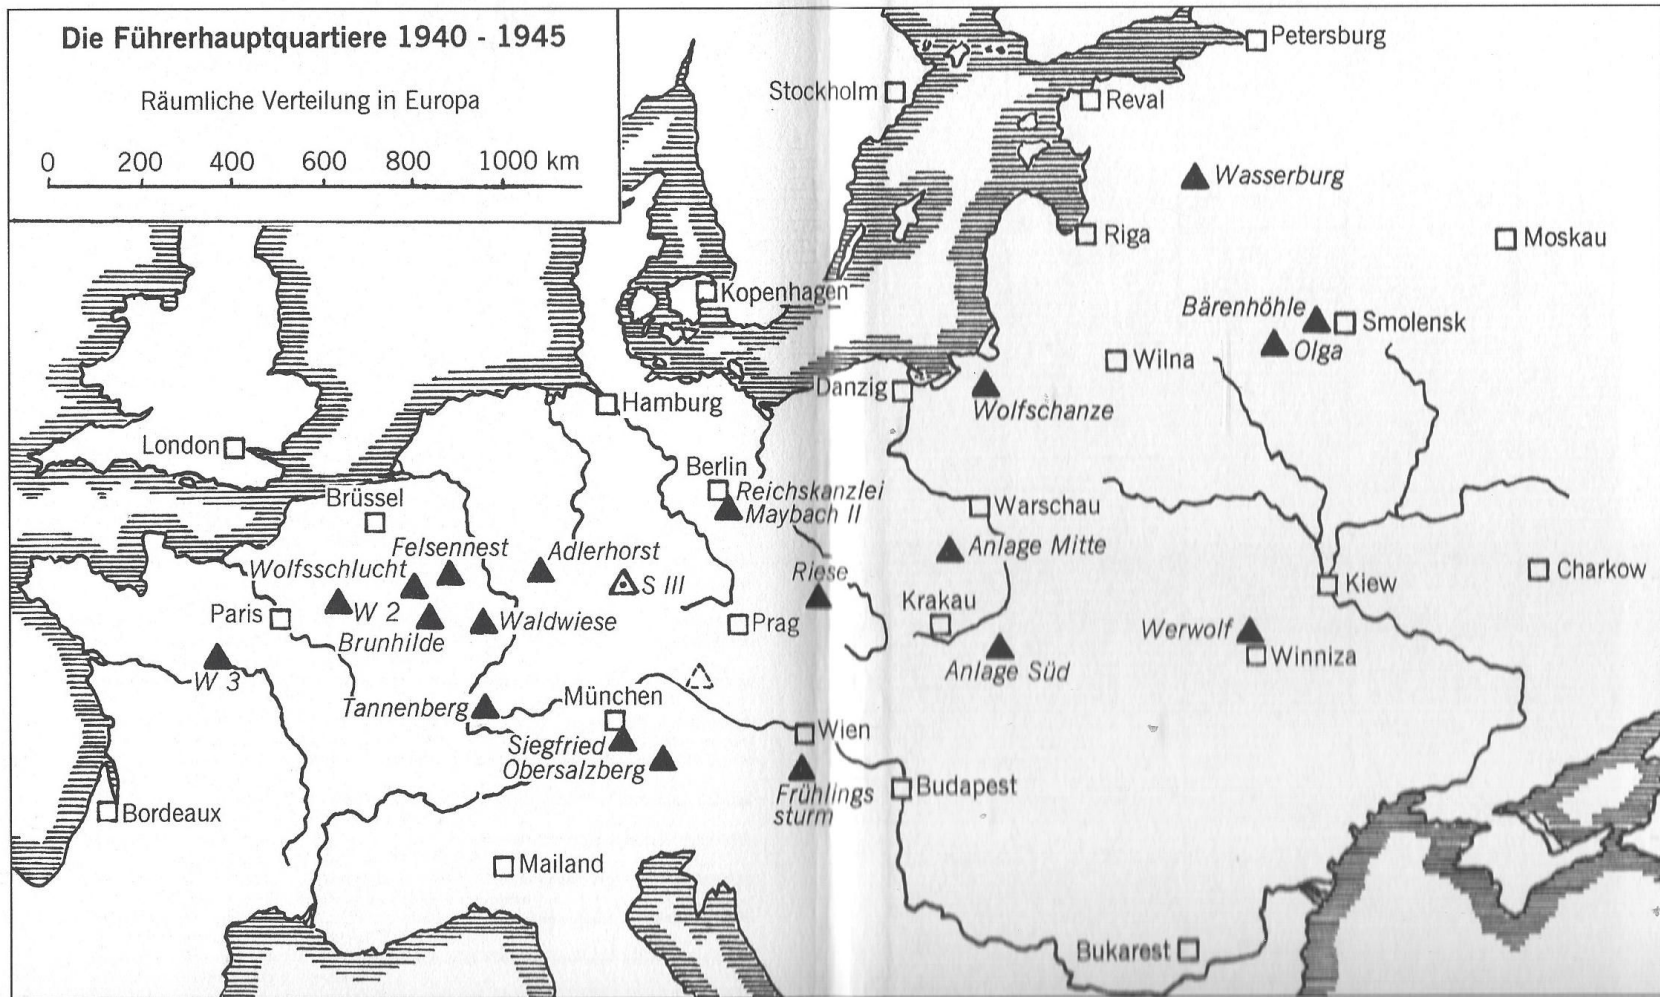 Die Führerhauptquartiere 1940 - 1945
Räumliche Verteilung in Europa
0 200 400 600 800 1000 km
Petersburg
Stockholm
Reval
Wasserburg
Riga
Moskau
Kopenhagen
Bärenhöhle
Smolensk
Olga
Wilna
Danzig
Wolfschanze
Hamburg
London
Berlin
Reichskanzlei
Maybach II
Brüssel
Warschau
Felsennest
Adlerhorst
Anlage Mitte
Wolfsschlucht
S III
Riese
Charkow
Kiew
W 2
Paris
Brunhilde
Waldwiese
Prag
Krakau
Werwolf
Winniza
Anlage Süd
W 3
Tannenberg
München
Wien
Siegfried
Obersalzberg
Frühlings
sturm
Budapest
Bordeaux
Mailand
Bukarest